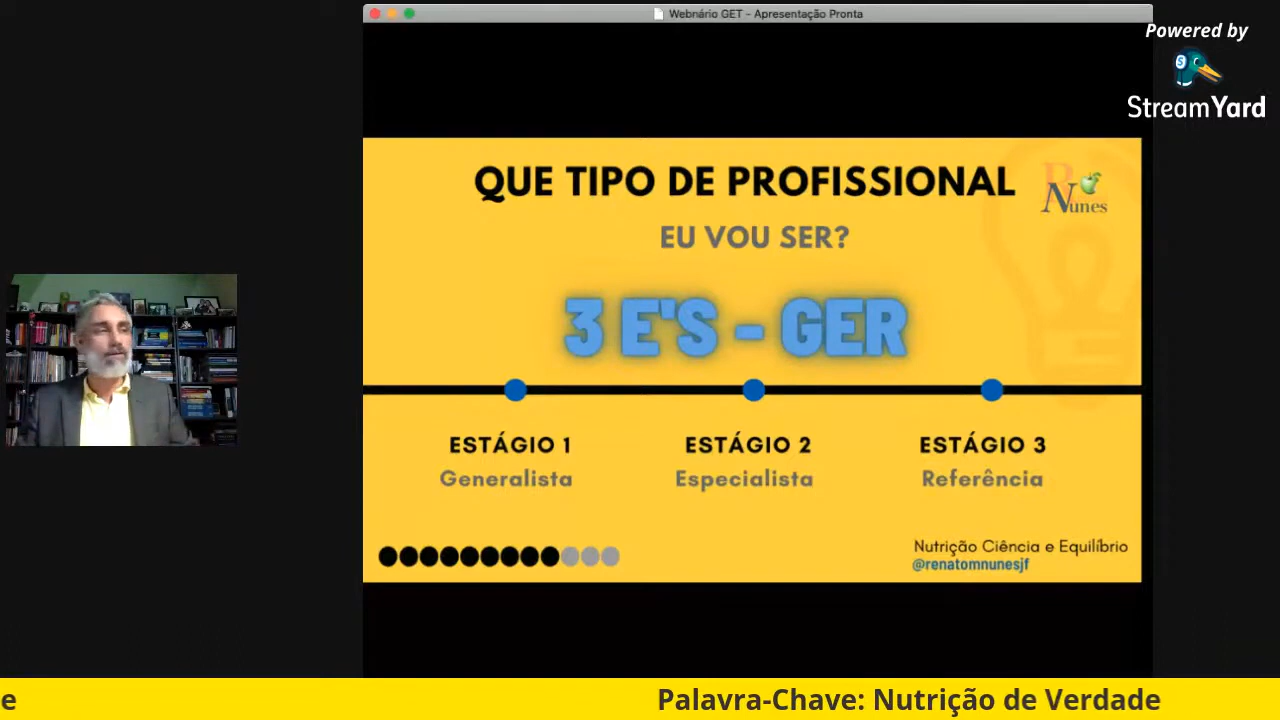 Webnário GET - Apresentação Pronta
Powered by
StreamYard
QUE TIPO DE PROFISSIONAL
Nunes
EU VOU SER?
3 E'S - GER
ESTÁGIO 1
Generalista
ESTÁGIO 2
Especialista
ESTÁGIO 3
Referência
Nutrição Ciência e Equilíbrio
@renatomnunesjf
e
Palavra-Chave: Nutrição de Verdade